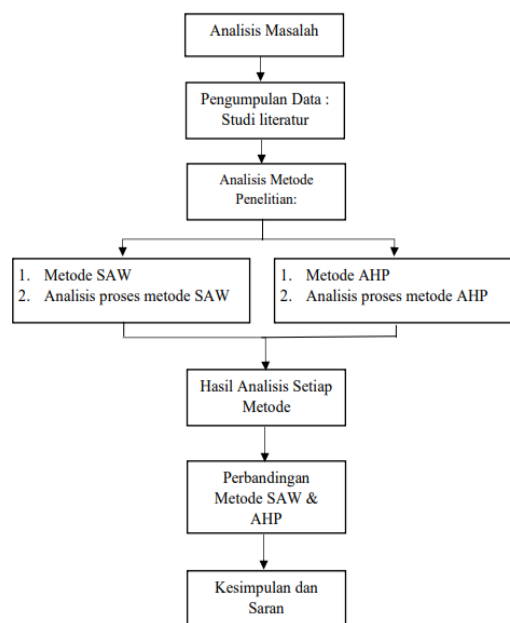 Analisis Masalah
Pengumpulan Data :
Studi literatur
Analisis Metode
Penelitian:
1. Metode SAW
2. Analisis proses metode SAW
1. Metode AHP
2. Analisis proses metode AHP
Hasil Analisis Setiap
Metode
Perbandingan
Metode SAW &
AHP
Kesimpulan dan
Saran